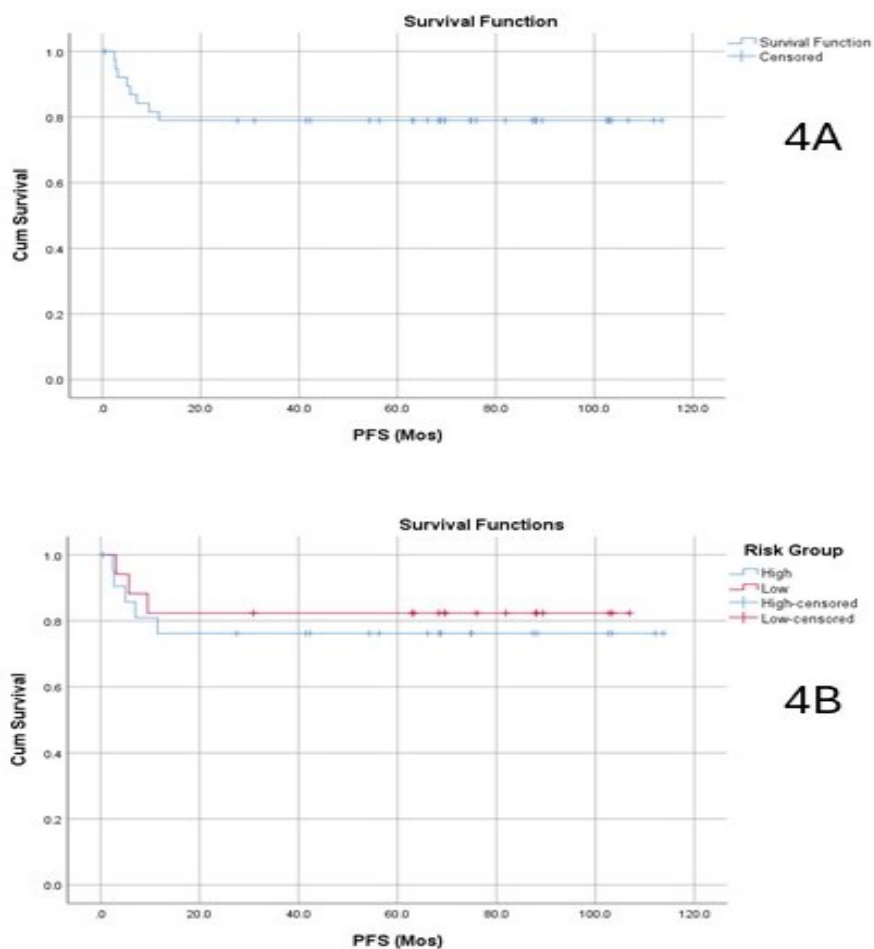 Survival Function
Survival Function
Censored
4A
1.0
0.8
0.6
0.4
0.2
0.0
Cum Survival
.0 20.0 40.0 60.0 80.0 100.0 120.0
PFS (Mos)
Survival Functions
Risk Group
High
Low
High-censored
Low-censored
4B
1.0
0.8
0.6
0.4
0.2
0.0
Cum Survival
.0 20.0 40.0 60.0 80.0 100.0 120.0
PFS (Mos)